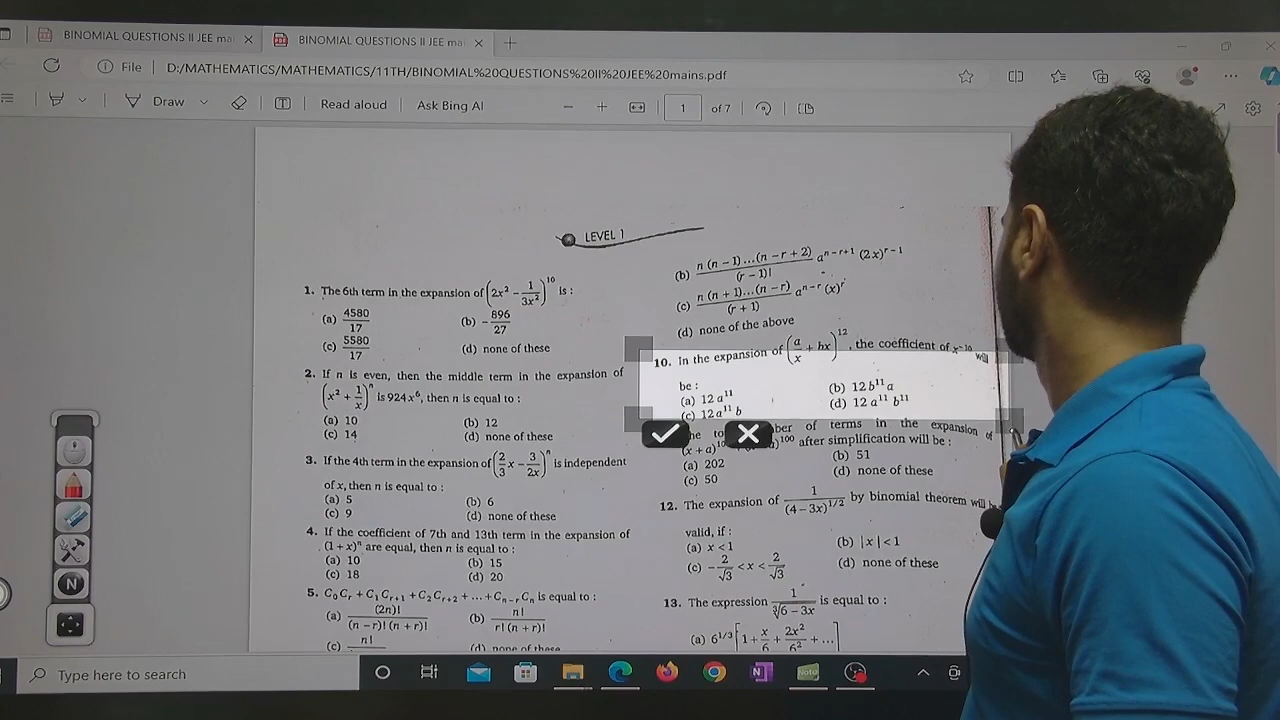 BINOMIAL QUESTIONS II JEE mai
BINOMIAL QUESTIONS II JEE mai
File
D:/MATHEMATICS/MATHEMATICS/11TH/BINOMIAL%20QUESTIONS%20II%20JEE%20mains.pdf
Draw
Read aloud
Ask Bing AI
1 of 7
LEVEL 1
1. The 6th term in the expansion of (2x² − 1/3x²)¹⁰ is :
(a) 4580/17 (b) − 896/27
(c) 5580/17 (d) none of these
2. If n is even, then the middle term in the expansion of
(x² + 1/x)ⁿ is 924x⁶, then n is equal to :
(a) 10 (b) 12
(c) 14 (d) none of these
3. If the 4th term in the expansion of (2/3 x − 3/2x)ⁿ is independent
of x, then n is equal to :
(a) 5 (b) 6
(c) 9 (d) none of these
4. If the coefficient of 7th and 13th term in the expansion of
(1 + x)ⁿ are equal, then n is equal to :
(a) 10 (b) 15
(c) 18 (d) 20
5. C₀Cᵣ + C₁Cᵣ₊₁ + C₂Cᵣ₊₂ + ... + Cₙ₋ᵣCₙ is equal to :
(a) (2n)!/(n − r)! (n + r)! (b) n!/r! (n + r)!
(c) n! (d) none of these
(b) n (n − 1)...(n − r + 2)/(r − 1)! aⁿ⁻ʳ⁺¹ (2x)ʳ⁻¹
(c) n (n + 1)...(n − r)/(r + 1) aⁿ⁻ʳ (x)ʳ
(d) none of the above
10. In the expansion of (a/x + bx)¹², the coefficient of x⁻¹⁰ will
be :
(a) 12 a¹¹ (b) 12 b¹¹ a
(c) 12 a¹¹ b (d) 12 a¹¹ b¹¹
ber of terms in the expansion of
(x + a)¹⁰ )¹⁰⁰ after simplification will be :
(a) 202 (b) 51
(c) 50 (d) none of these
12. The expansion of 1/(4 − 3x)^1/2 by binomial theorem will be
valid, if :
(a) x < 1 (b) |x| < 1
(c) − 2/√3 < x < 2/√3 (d) none of these
13. The expression 1/∛6 − 3x is equal to :
(a) 6^1/3 [1 + x/6 + 2x²/6² + ...]
N
Type here to search